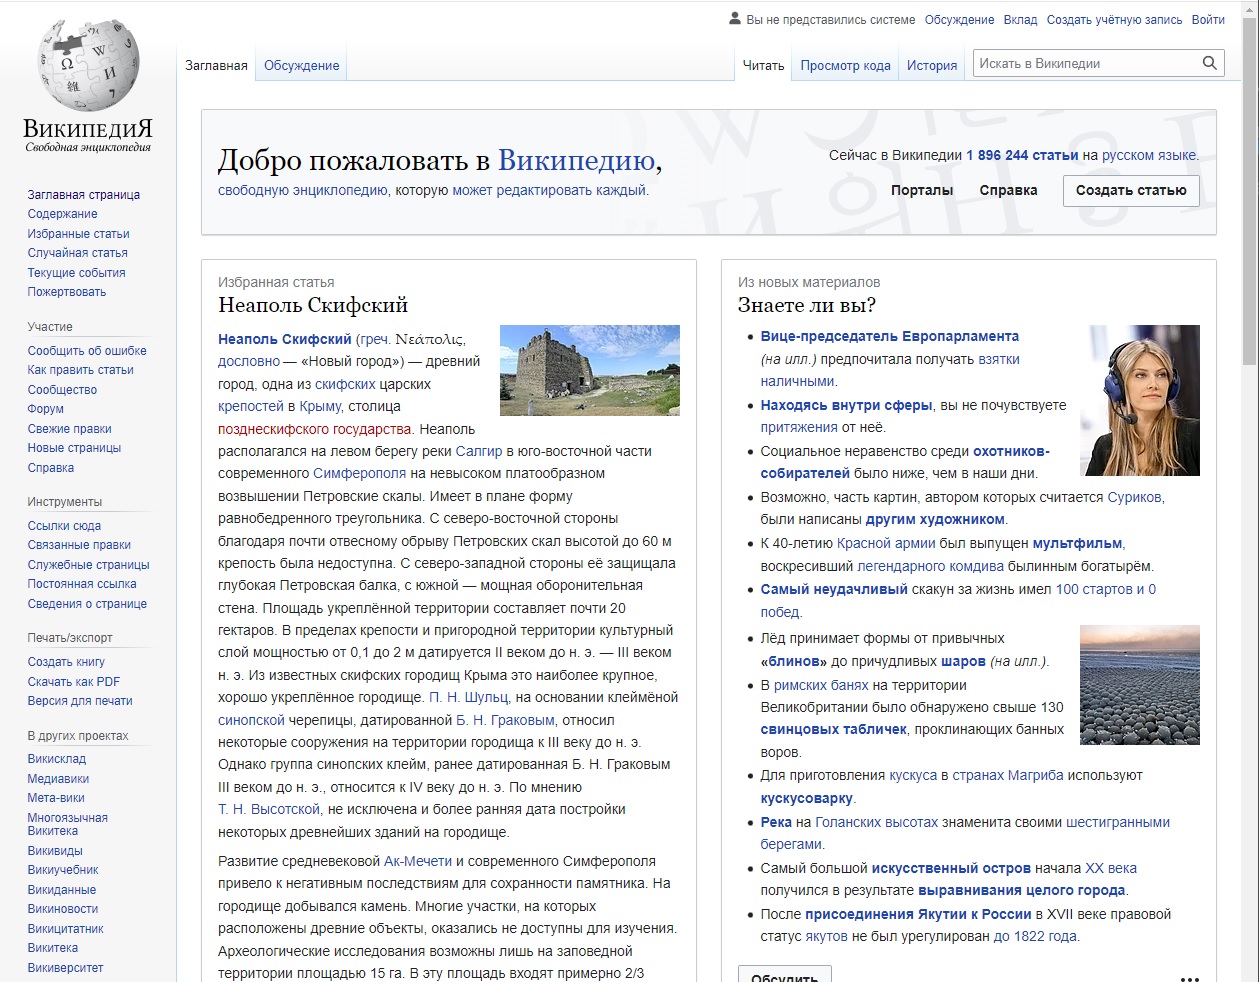 Вы не представились системе Обсуждение Вклад Создать учётную запись Войти
Заглавная Обсуждение Читать Просмотр кода История Искать в Википедии
ВикипедиЯ
Свободная энциклопедия
Заглавная страница
Содержание
Избранные статьи
Случайная статья
Текущие события
Пожертвовать
Участие
Сообщить об ошибке
Как править статьи
Сообщество
Форум
Свежие правки
Новые страницы
Справка
Инструменты
Ссылки сюда
Связанные правки
Служебные страницы
Постоянная ссылка
Сведения о странице
Печать/экспорт
Создать книгу
Скачать как PDF
Версия для печати
В других проектах
Викисклад
Медиавики
Мета-вики
Многоязычная
Викитека
Викивиды
Викиучебник
Викиданные
Викиновости
Викицитатник
Викитека
Викиверситет
Добро пожаловать в Википедию,
свободную энциклопедию, которую может редактировать каждый.
Сейчас в Википедии 1 896 244 статьи на русском языке.
Порталы Справка Создать статью
Избранная статья
Неаполь Скифский
Неаполь Скифский (греч. Νεάπολις,
дословно — «Новый город») — древний
город, одна из скифских царских
крепостей в Крыму, столица
позднескифского государства. Неаполь
располагался на левом берегу реки Салгир в юго-восточной части
современного Симферополя на невысоком платообразном
возвышении Петровские скалы. Имеет в плане форму
равнобедренного треугольника. С северо-восточной стороны
благодаря почти отвесному обрыву Петровских скал высотой до 60 м
крепость была недоступна. С северо-западной стороны её защищала
глубокая Петровская балка, с южной — мощная оборонительная
стена. Площадь укреплённой территории составляет почти 20
гектаров. В пределах крепости и пригородной территории культурный
слой мощностью от 0,1 до 2 м датируется II веком до н. э. — III веком
н. э. Из известных скифских городищ Крыма это наиболее крупное,
хорошо укреплённое городище. П. Н. Шульц, на основании клеймёной
синопской черепицы, датированной Б. Н. Граковым, относил
некоторые сооружения на территории городища к III веку до н. э.
Однако группа синопских клейм, ранее датированная Б. Н. Граковым
III веком до н. э., относится к IV веку до н. э. По мнению
Т. Н. Высотской, не исключена и более ранняя дата постройки
некоторых древнейших зданий на городище.
Развитие средневековой Ак-Мечети и современного Симферополя
привело к негативным последствиям для сохранности памятника. На
городище добывался камень. Многие участки, на которых
расположены древние объекты, оказались не доступны для изучения.
Археологические исследования возможны лишь на заповедной
территории площадью 15 га. В эту площадь входят примерно 2/3
Из новых материалов
Знаете ли вы?
Вице-председатель Европарламента
(на илл.) предпочитала получать взятки
наличными.
Находясь внутри сферы, вы не почувствуете
притяжения от неё.
Социальное неравенство среди охотников-
собирателей было ниже, чем в наши дни.
Возможно, часть картин, автором которых считается Суриков,
были написаны другим художником.
К 40-летию Красной армии был выпущен мультфильм,
воскресивший легендарного комдива былинным богатырём.
Самый неудачливый скакун за жизнь имел 100 стартов и 0
побед.
Лёд принимает формы от привычных
«блинов» до причудливых шаров (на илл.).
В римских банях на территории
Великобритании было обнаружено свыше 130
свинцовых табличек, проклинающих банных
воров.
Для приготовления кускуса в странах Магриба используют
кускусоварку.
Река на Голанских высотах знаменита своими шестигранными
берегами.
Самый большой искусственный остров начала XX века
получился в результате выравнивания целого города.
После присоединения Якутии к России в XVII веке правовой
статус якутов не был урегулирован до 1822 года.
Обсудить